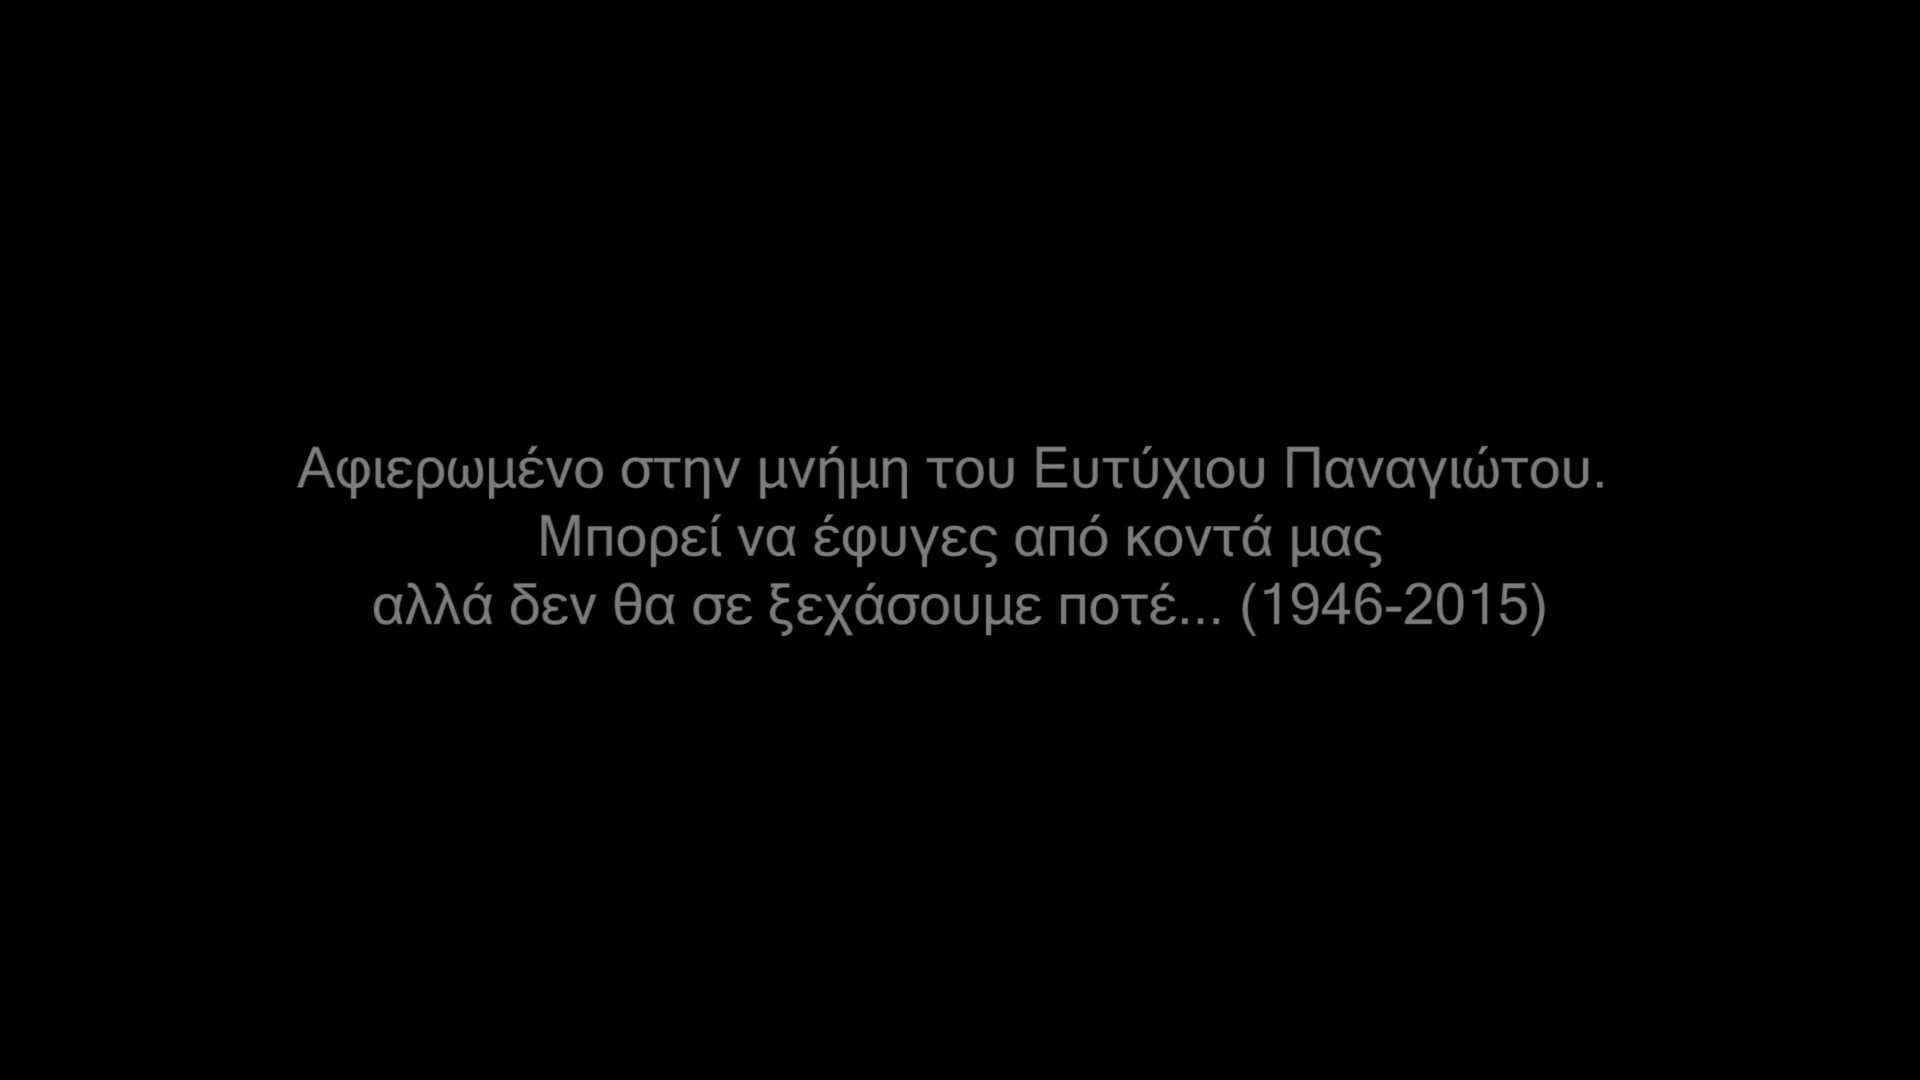 Αφιερωμένο στην μνήμη του Ευτύχιου Παναγιώτου.
Μπορεί να έφυγες από κοντά μας
αλλά δεν θα σε ξεχάσουμε ποτέ... (1946-2015)